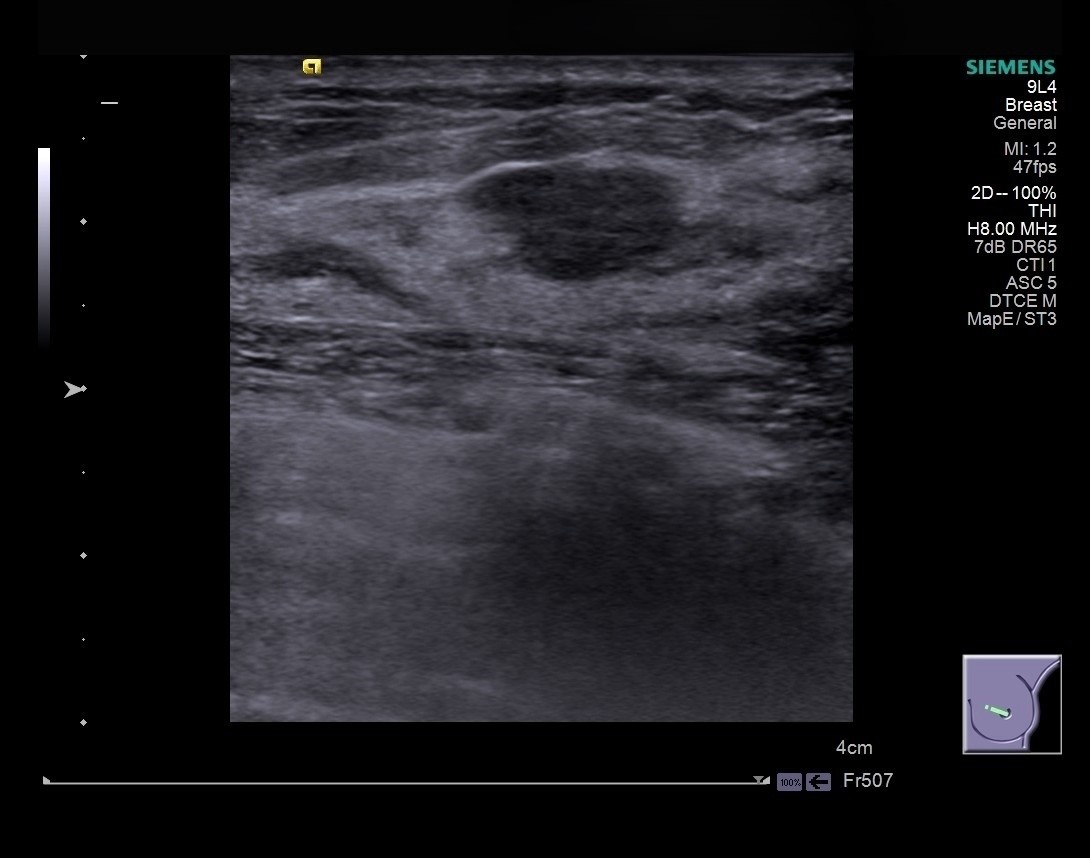 SIEMENS
9L4
Breast
General
MI: 1.2
47fps
2D--100%
THI
H8.00 MHz
7dB DR65
CTI 1
ASC 5
DTCE M
MapE / ST3
4cm
100%
Fr507